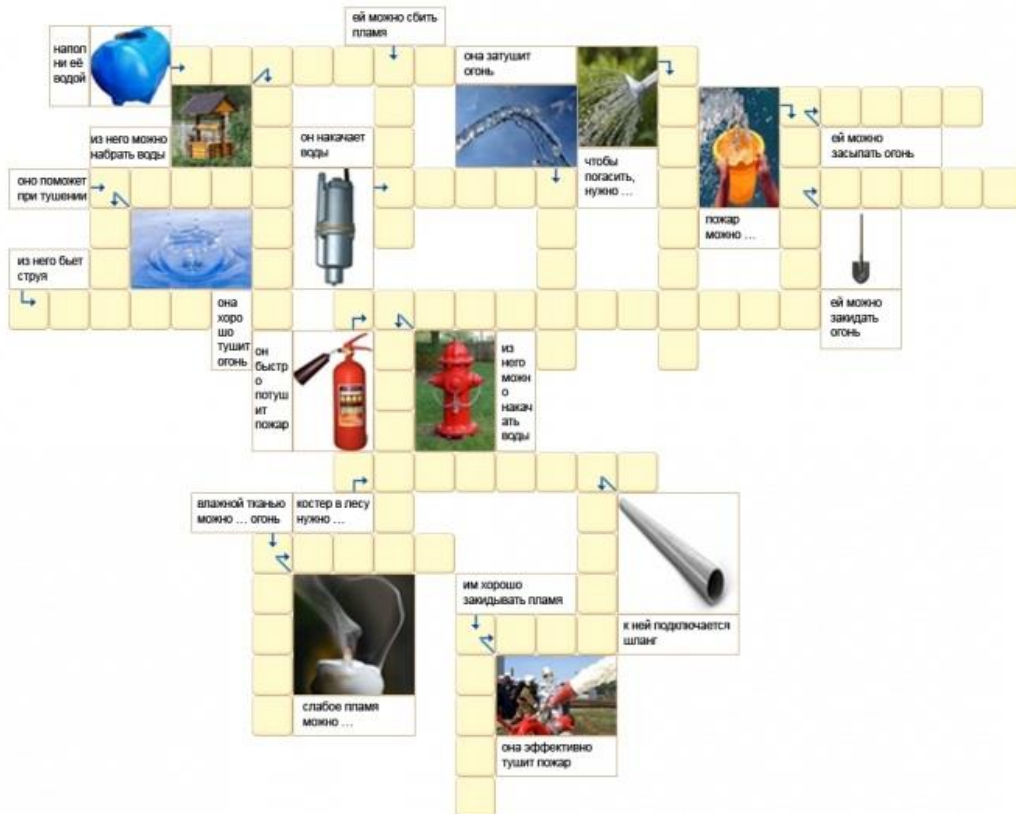 ей можно сбить
пламя
напол
ни её
водой
она затушит
огонь
из него можно
набрать воды
он накачает
воды
чтобы
погасить,
нужно ...
ей можно
засыпать огонь
оно поможет
при тушении
пожар
можно ...
из него бьет
струя
она
хоро
шо
тушит
огонь
ей можно
закидать
огонь
он
быстр
о
потуш
ит
пожар
из
него
можн
о
накач
ать
воды
влажной тканью
можно ... огонь
костер в лесу
нужно ...
им хорошо
закидывать пламя
к ней подключается
шланг
слабое пламя
можно ...
она эффективно
тушит пожар